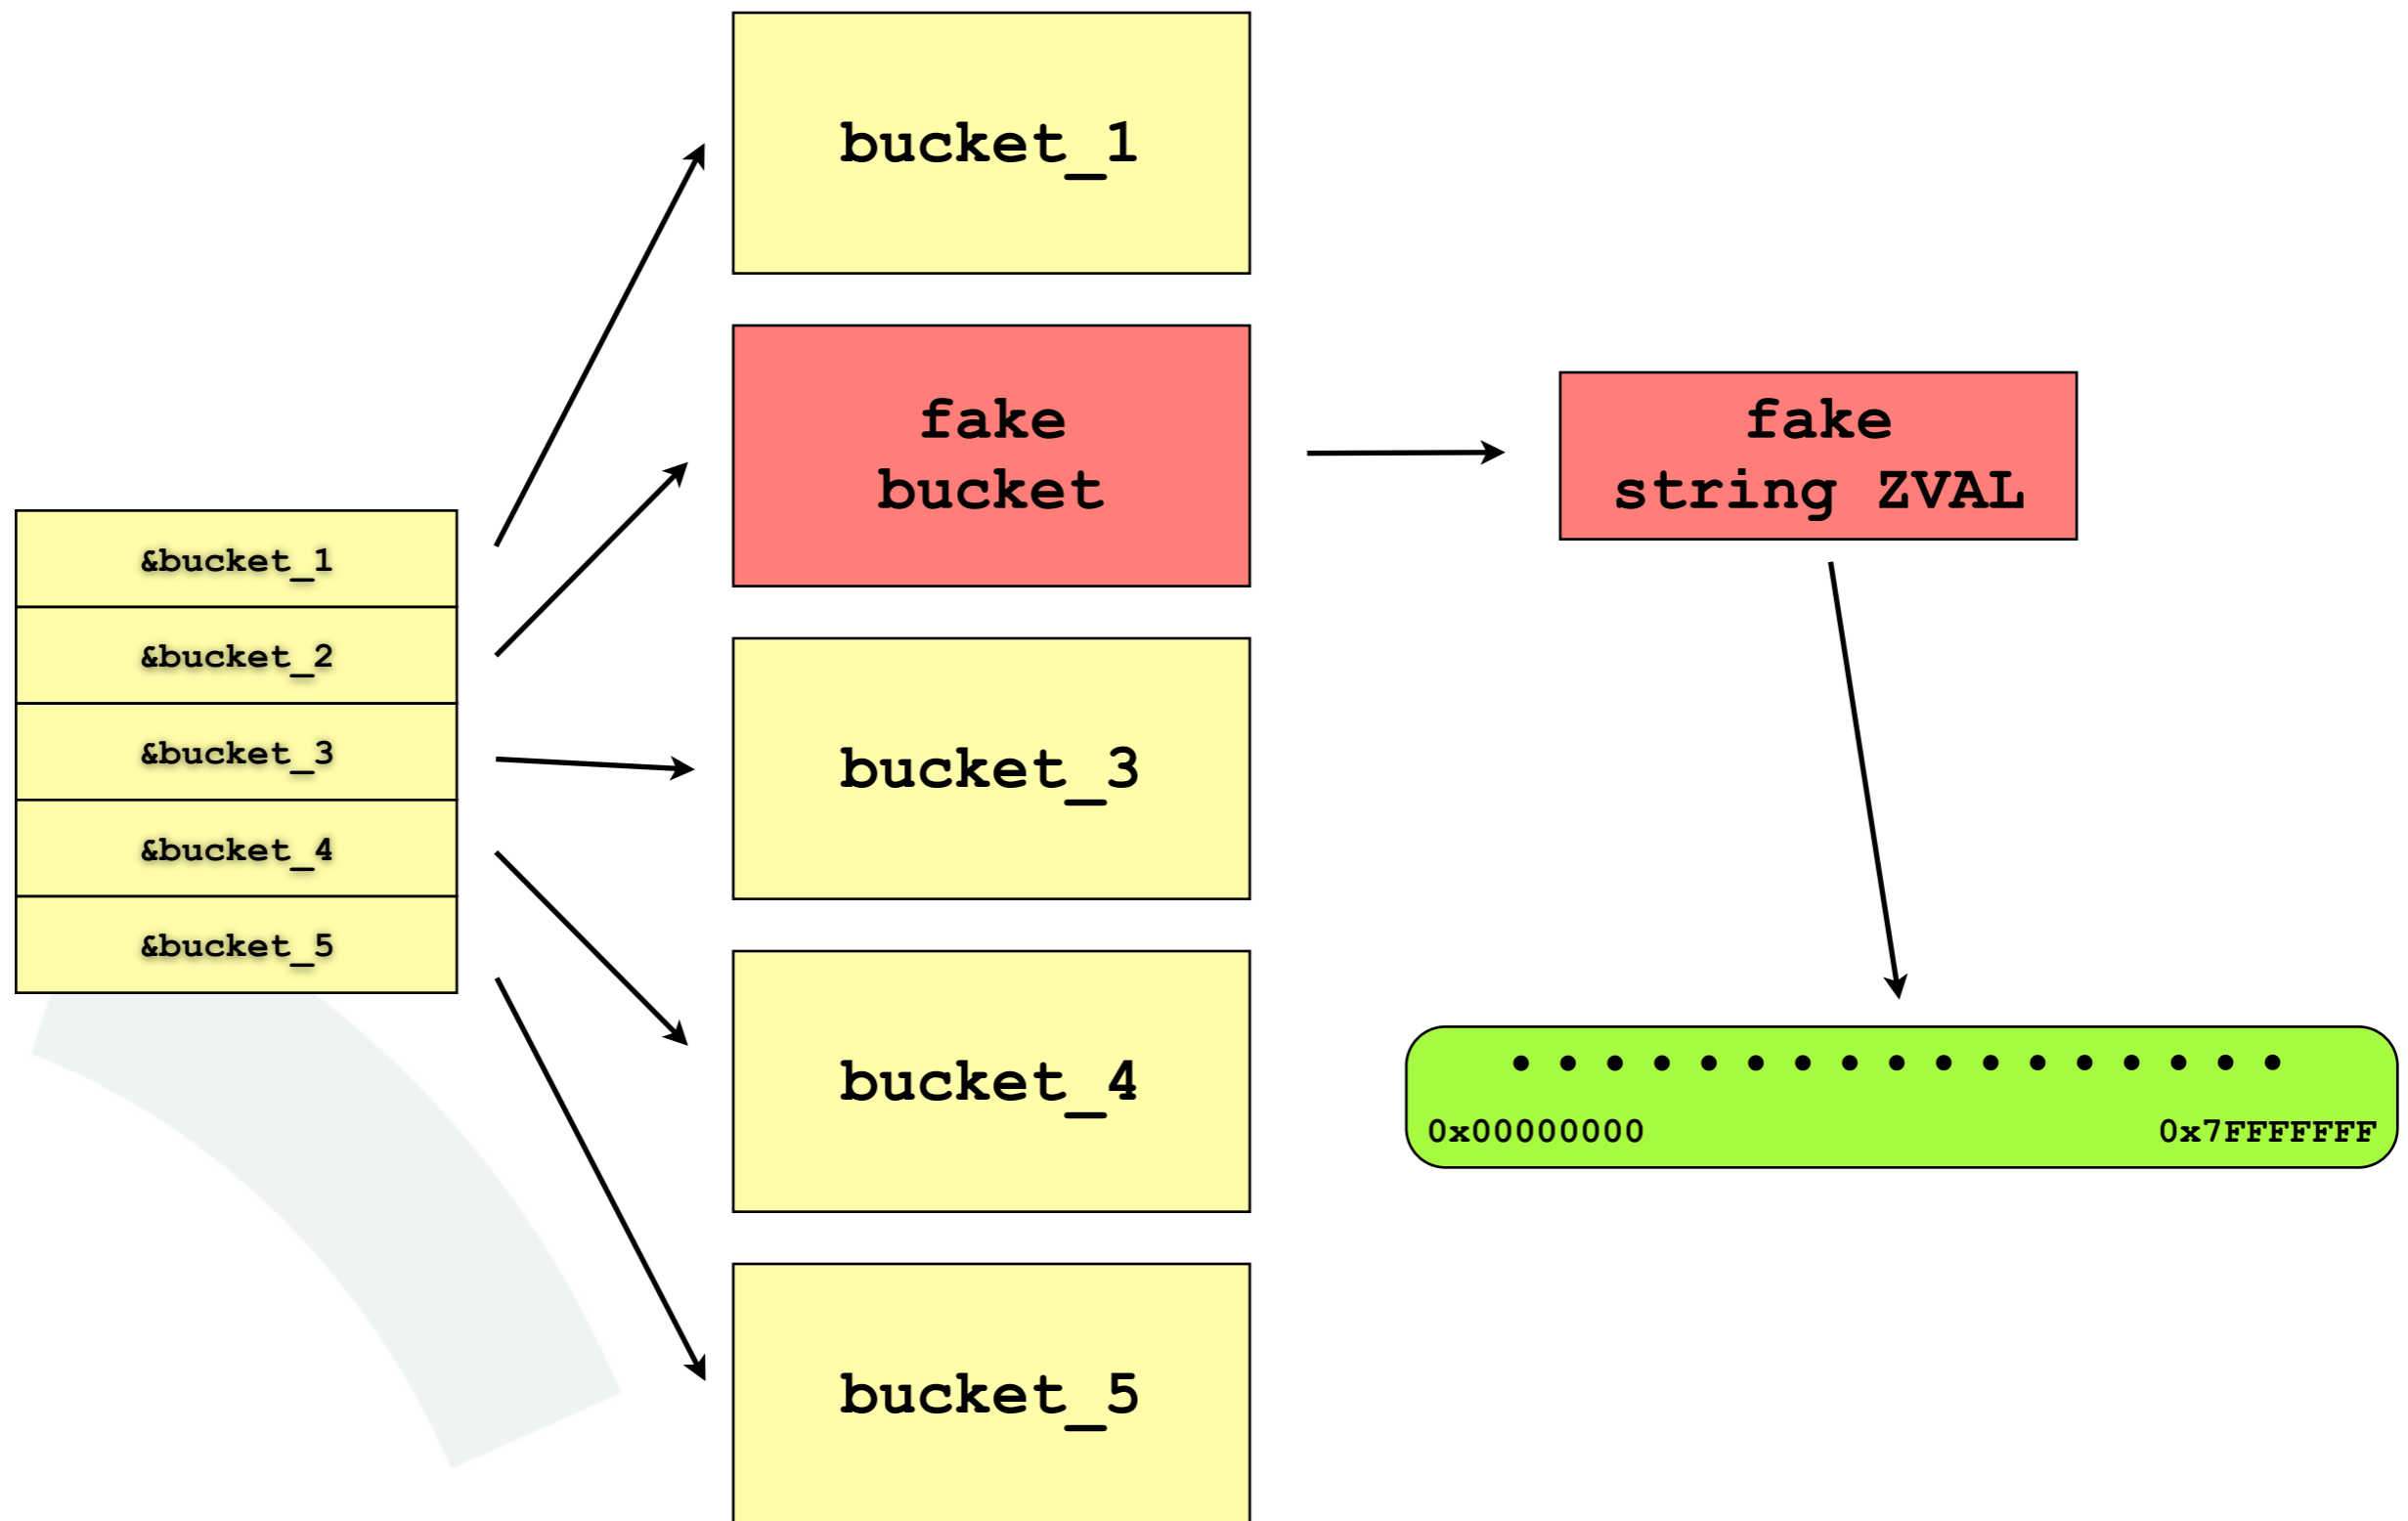 &bucket_1
&bucket_2
&bucket_3
&bucket_4
&bucket_5
bucket_1
fake
bucket
bucket_3
bucket_4
bucket_5
fake
string ZVAL
. . . . . . . . . . . . . . . . .
0x00000000
0x7FFFFFFF